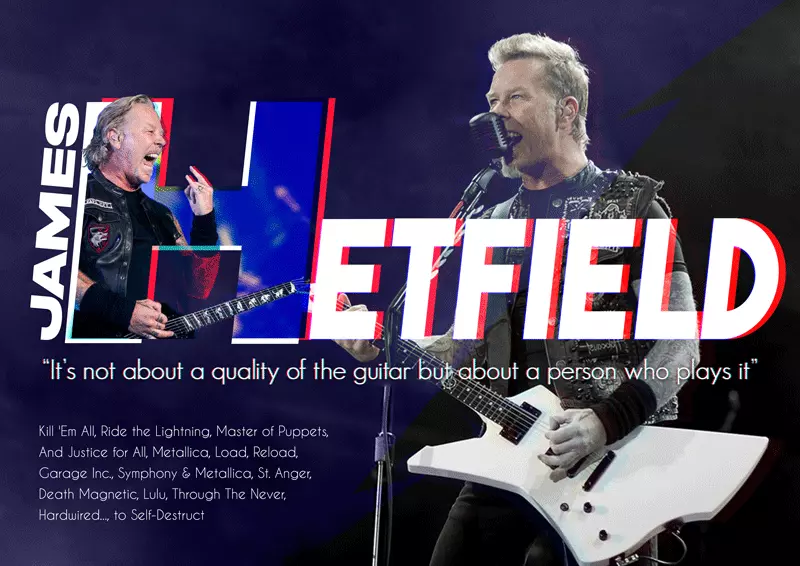 JAMES
HETFIELD
“It's not about a quality of the guitar but about a person who plays it”
Kill 'Em All, Ride the Lightning, Master of Puppets,
And Justice for All, Metallica, Load, Reload,
Garage Inc., Symphony & Metallica, St. Anger,
Death Magnetic, Lulu, Through The Never,
Hardwired..., to Self-Destruct